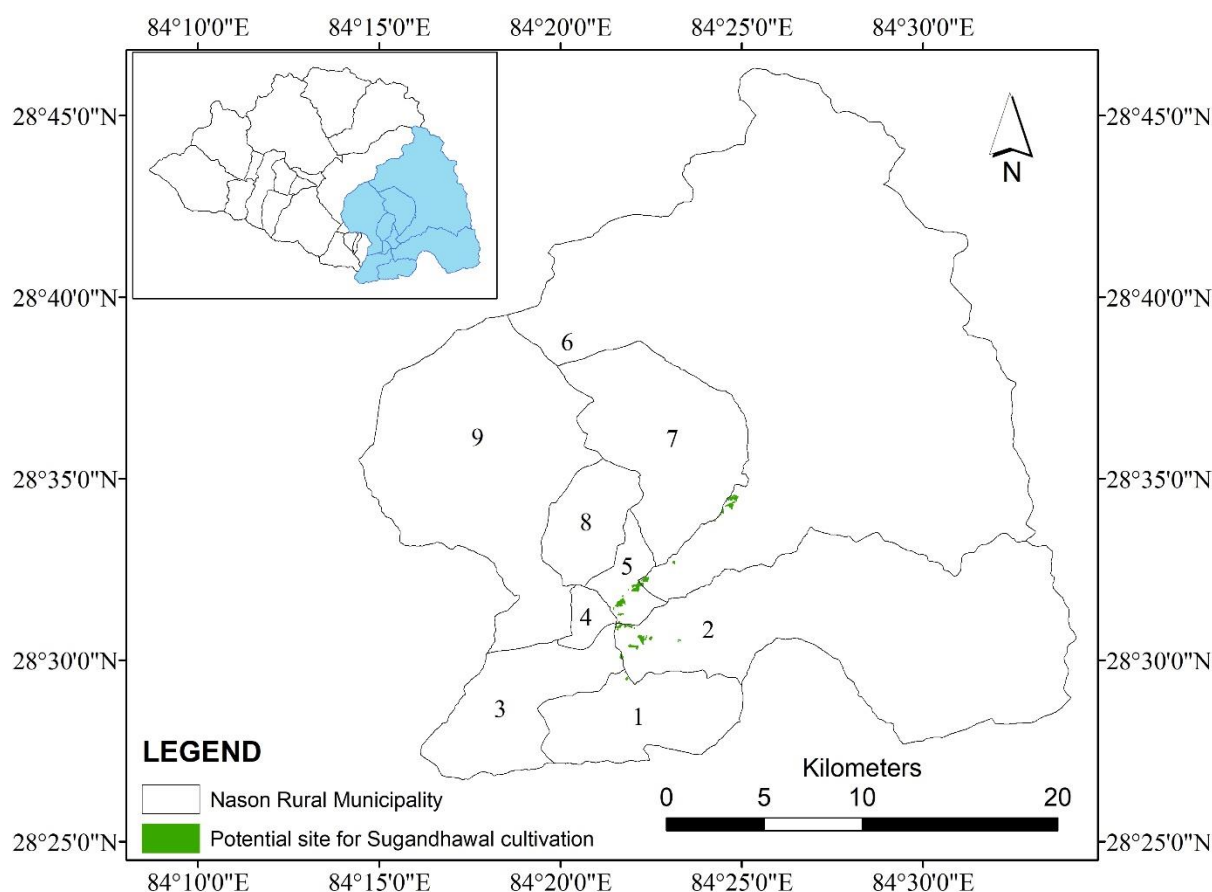 84°10'0"E 84°15'0"E 84°20'0"E 84°25'0"E 84°30'0"E
28°45'0"N 28°45'0"N
N
28°40'0"N 28°40'0"N
6
9 7
28°35'0"N 28°35'0"N
8
5
4 2
28°30'0"N 28°30'0"N
3 1
LEGEND
Kilometers
Nason Rural Municipality
0 5 10 20
Potential site for Sugandhawal cultivation
28°25'0"N 28°25'0"N
84°10'0"E 84°15'0"E 84°20'0"E 84°25'0"E 84°30'0"E